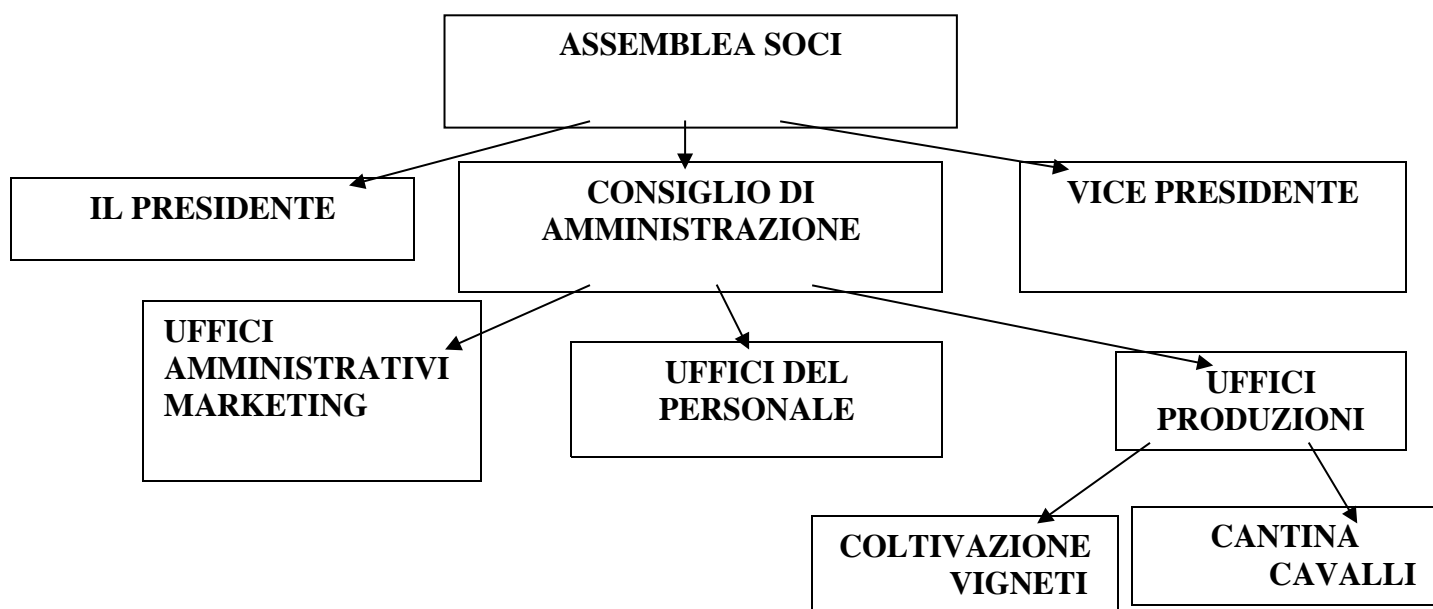 ASSEMBLEA SOCI
IL PRESIDENTE
CONSIGLIO DI
AMMINISTRAZIONE
VICE PRESIDENTE
UFFICI
AMMINISTRATIVI
MARKETING
UFFICI DEL
PERSONALE
UFFICI
PRODUZIONI
COLTIVAZIONE
VIGNETI
CANTINA
CAVALLI